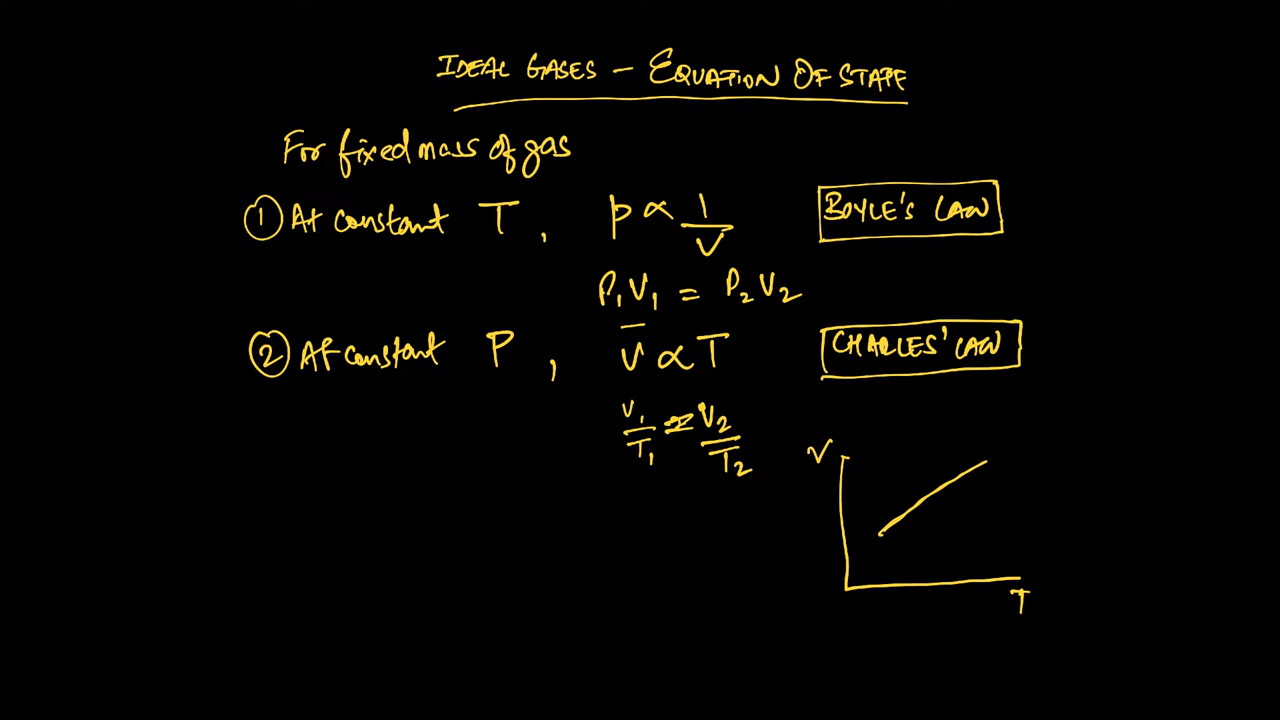 IDEAL GASES – EQUATION OF STATE
For fixed mass of gas
① At constant T, p ∝ 1/V BOYLE'S LAW
P₁V₁ = P₂V₂
② At constant P, V ∝ T CHARLES' LAW
V₁/T₁ = V₂/T₂
V
T